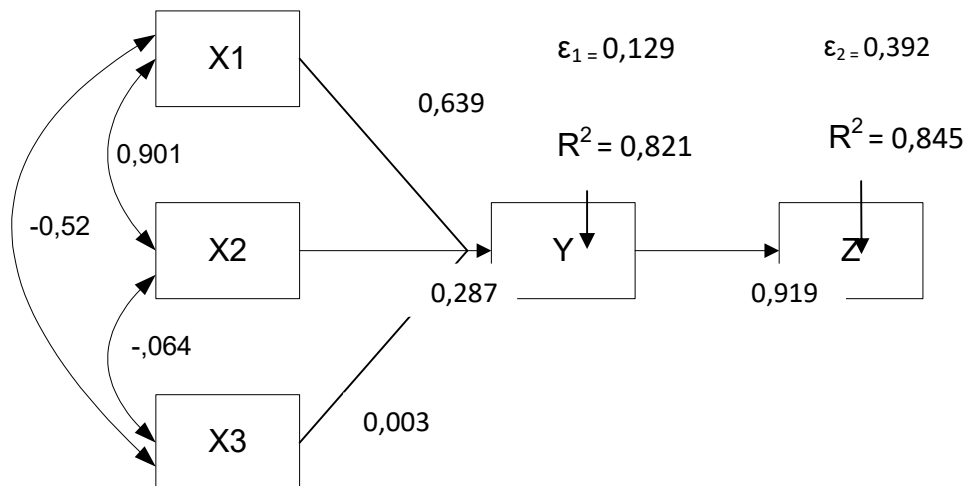 X1
ε1 = 0,129
ε2 = 0,392
0,639
R2 = 0,821
R2 = 0,845
0,901
-0,52
X2
Y
Z
0,287
0,919
-,064
X3
0,003